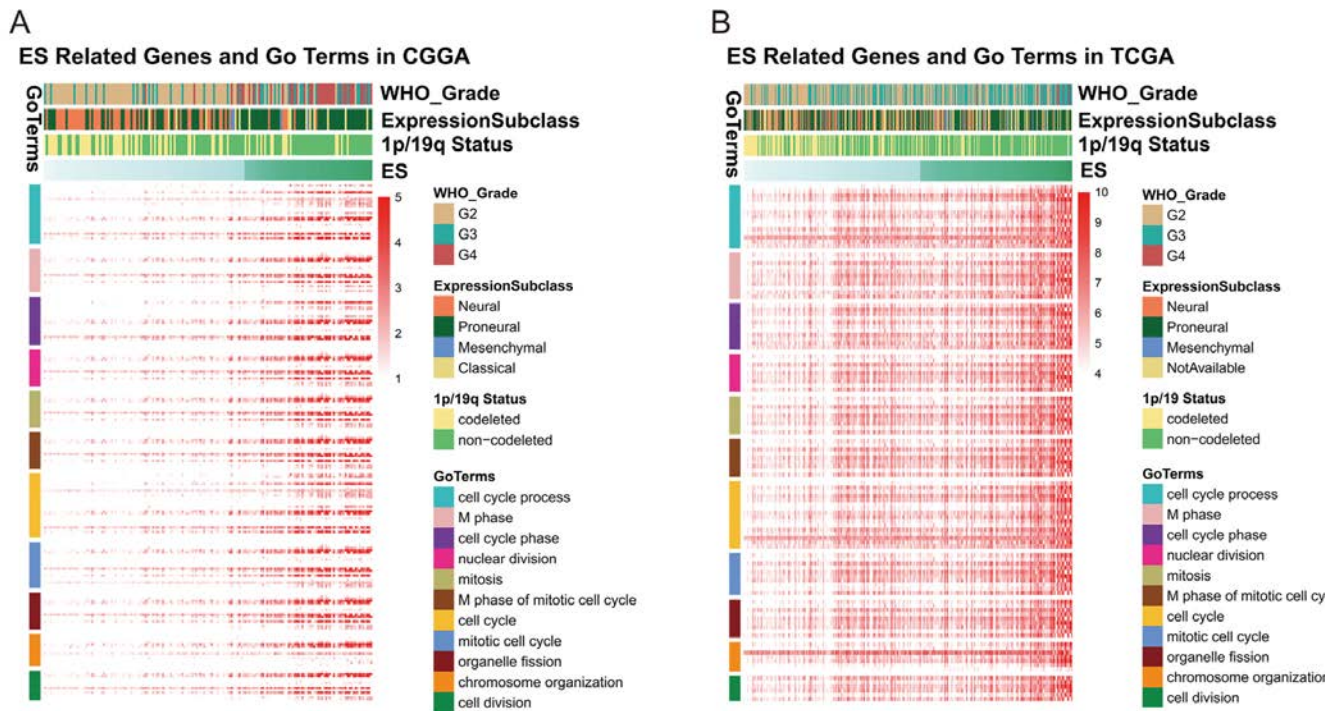 A
ES Related Genes and Go Terms in CGGA
GoTerms
WHO_Grade
ExpressionSubclass
1p/19q Status
ES
5
4
3
2
1
WHO_Grade
G2
G3
G4
ExpressionSubclass
Neural
Proneural
Mesenchymal
Classical
1p/19q Status
codeleted
non-codeleted
GoTerms
cell cycle process
M phase
cell cycle phase
nuclear division
mitosis
M phase of mitotic cell cycle
cell cycle
mitotic cell cycle
organelle fission
chromosome organization
cell division
B
ES Related Genes and Go Terms in TCGA
GoTerms
WHO_Grade
ExpressionSubclass
1p/19q Status
ES
10
9
8
7
6
5
4
WHO_Grade
G2
G3
G4
ExpressionSubclass
Neural
Proneural
Mesenchymal
NotAvailable
1p/19 Status
codeleted
non-codeleted
GoTerms
cell cycle process
M phase
cell cycle phase
nuclear division
mitosis
M phase of mitotic cell cy
cell cycle
mitotic cell cycle
organelle fission
chromosome organization
cell division